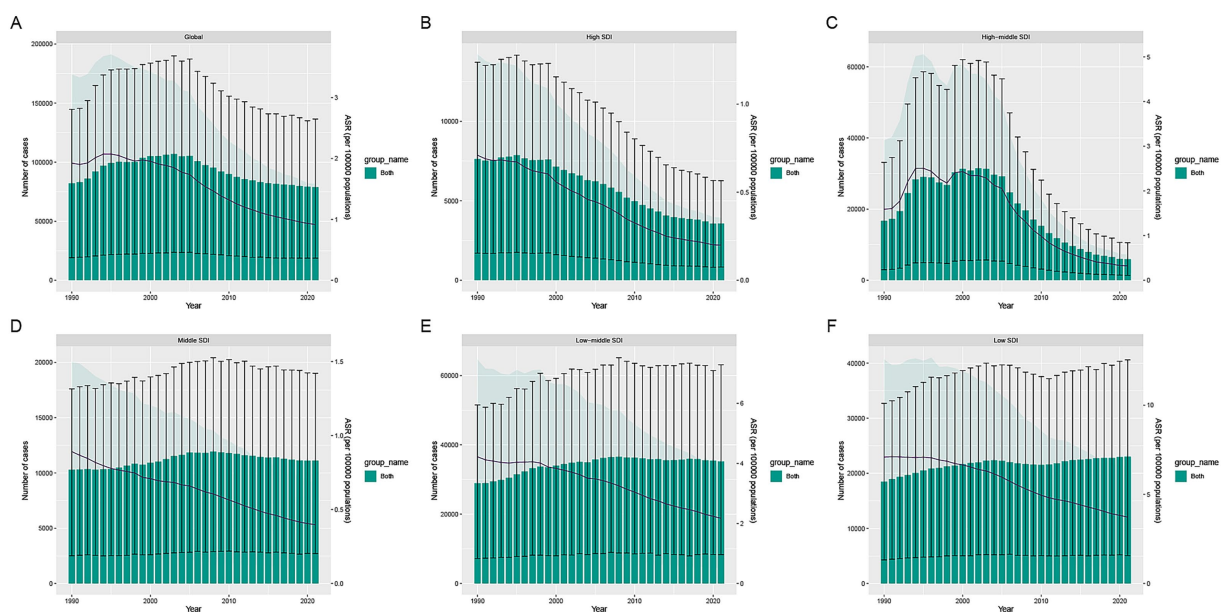 A
Global
Number of cases
200000
150000
100000
50000
0
3
2
1
0
ASR (per 100000 populations)
1990
2000
2010
2020
Year
group_name
Both
B
High SDI
Number of cases
10000
5000
0
1.0
0.5
0.0
ASR (per 100000 populations)
1990
2000
2010
2020
Year
group_name
Both
C
High-middle SDI
Number of cases
60000
40000
20000
0
5
4
3
2
1
0
ASR (per 100000 populations)
1990
2000
2010
2020
Year
group_name
Both
D
Middle SDI
Number of cases
20000
15000
10000
5000
0
1.5
1.0
0.5
0.0
ASR (per 100000 populations)
1990
2000
2010
2020
Year
group_name
Both
E
Low-middle SDI
Number of cases
60000
40000
20000
0
6
4
2
0
ASR (per 100000 populations)
1990
2000
2010
2020
Year
group_name
Both
F
Low SDI
Number of cases
40000
30000
20000
10000
0
10
5
0
ASR (per 100000 populations)
1990
2000
2010
2020
Year
group_name
Both